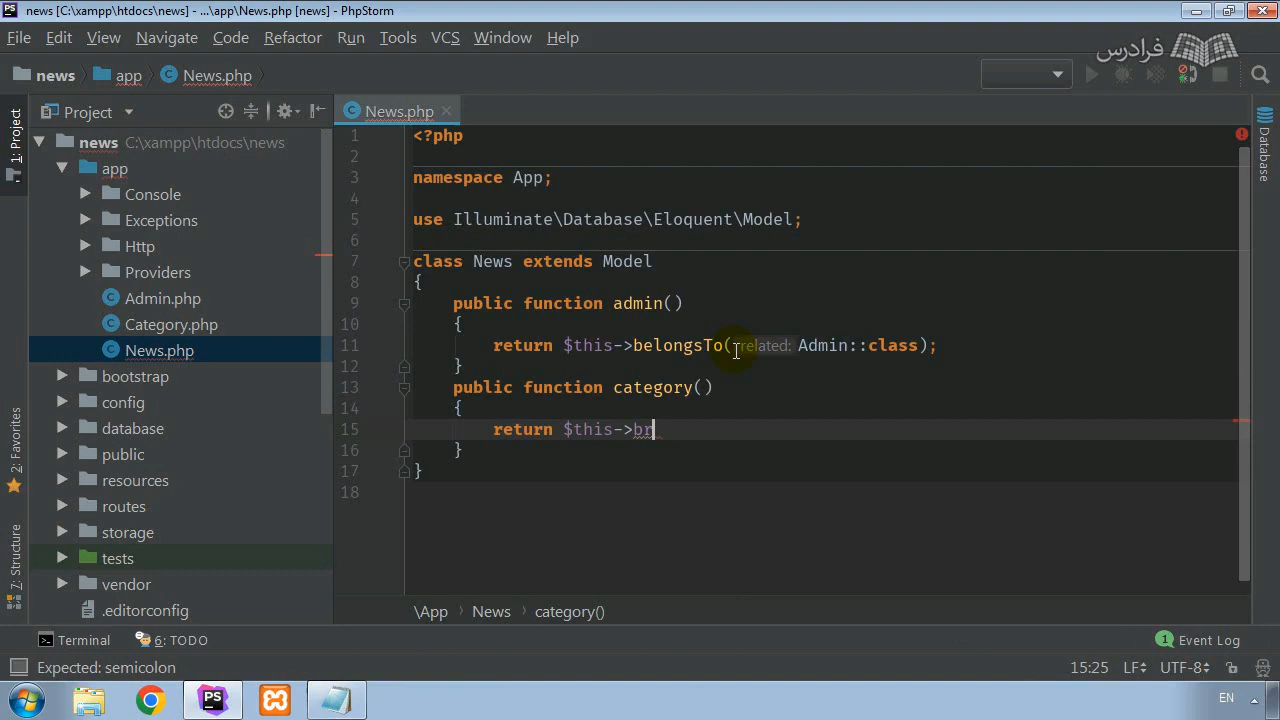 news [C:\xampp\htdocs\news] - ...\app\News.php [news] - PhpStorm
File Edit View Navigate Code Refactor Run Tools VCS Window Help
فرادرس
news app News.php
Project
News.php
1: Project
2: Favorites
7: Structure
Database
news C:\xampp\htdocs\news
app
Console
Exceptions
Http
Providers
Admin.php
Category.php
News.php
bootstrap
config
database
public
resources
routes
storage
tests
vendor
.editorconfig
1 <?php
2
3 namespace App;
4
5 use Illuminate\Database\Eloquent\Model;
6
7 class News extends Model
8 {
9 public function admin()
10 {
11 return $this->belongsTo( related: Admin::class);
12 }
13 public function category()
14 {
15 return $this->br
16 }
17 }
18
\App News category()
Terminal 6: TODO 1 Event Log
Expected: semicolon 15:25 LF UTF-8
PS EN